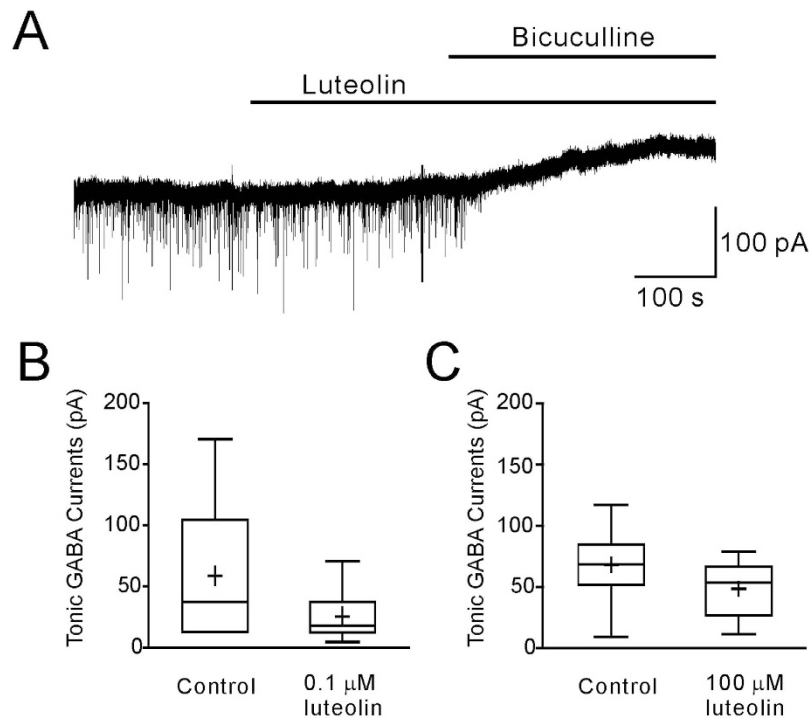 A
Bicuculline
Luteolin
100 pA
100 s
B
Tonic GABA Currents (pA)
200
150
100
50
0
Control
0.1 μM
luteolin
C
Tonic GABA Currents (pA)
200
150
100
50
0
Control
100 μM
luteolin